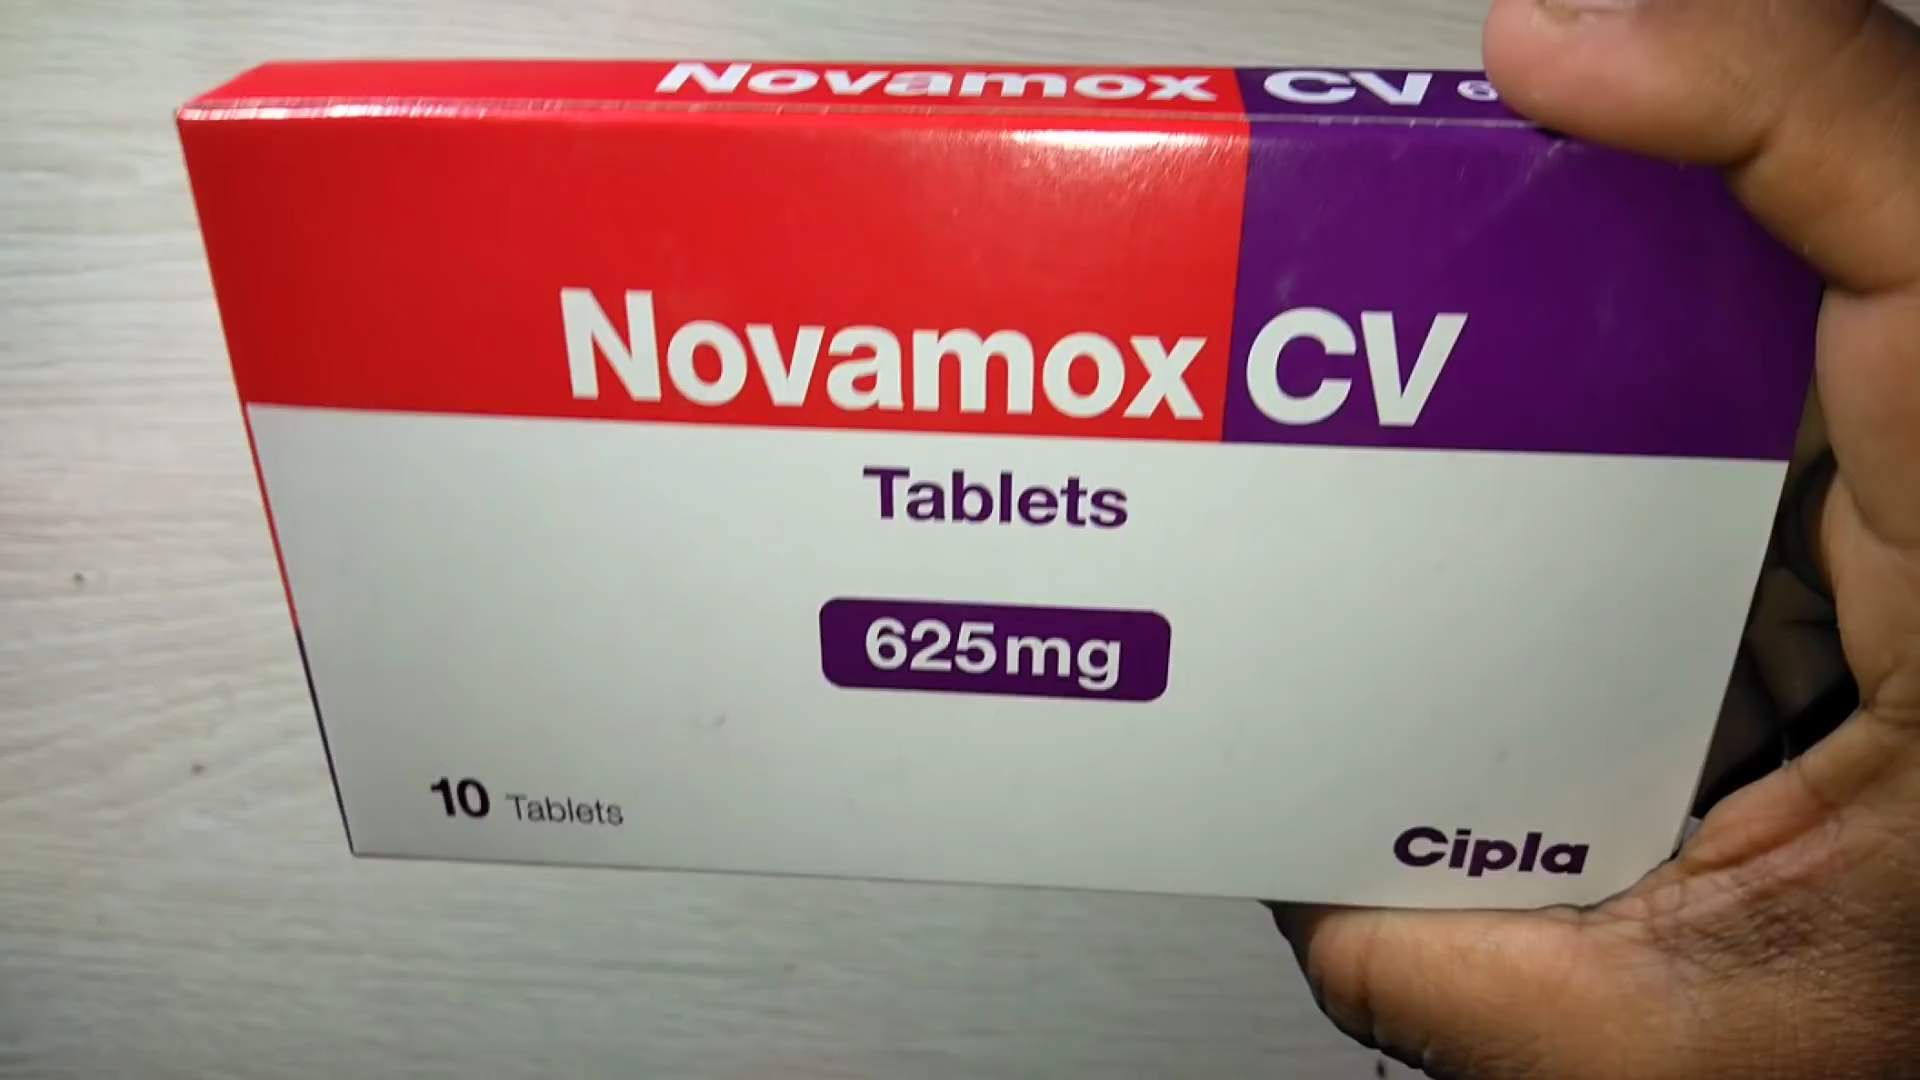 Novamox CV
Novamox CV
Tablets
625mg
10 Tablets
Cipla